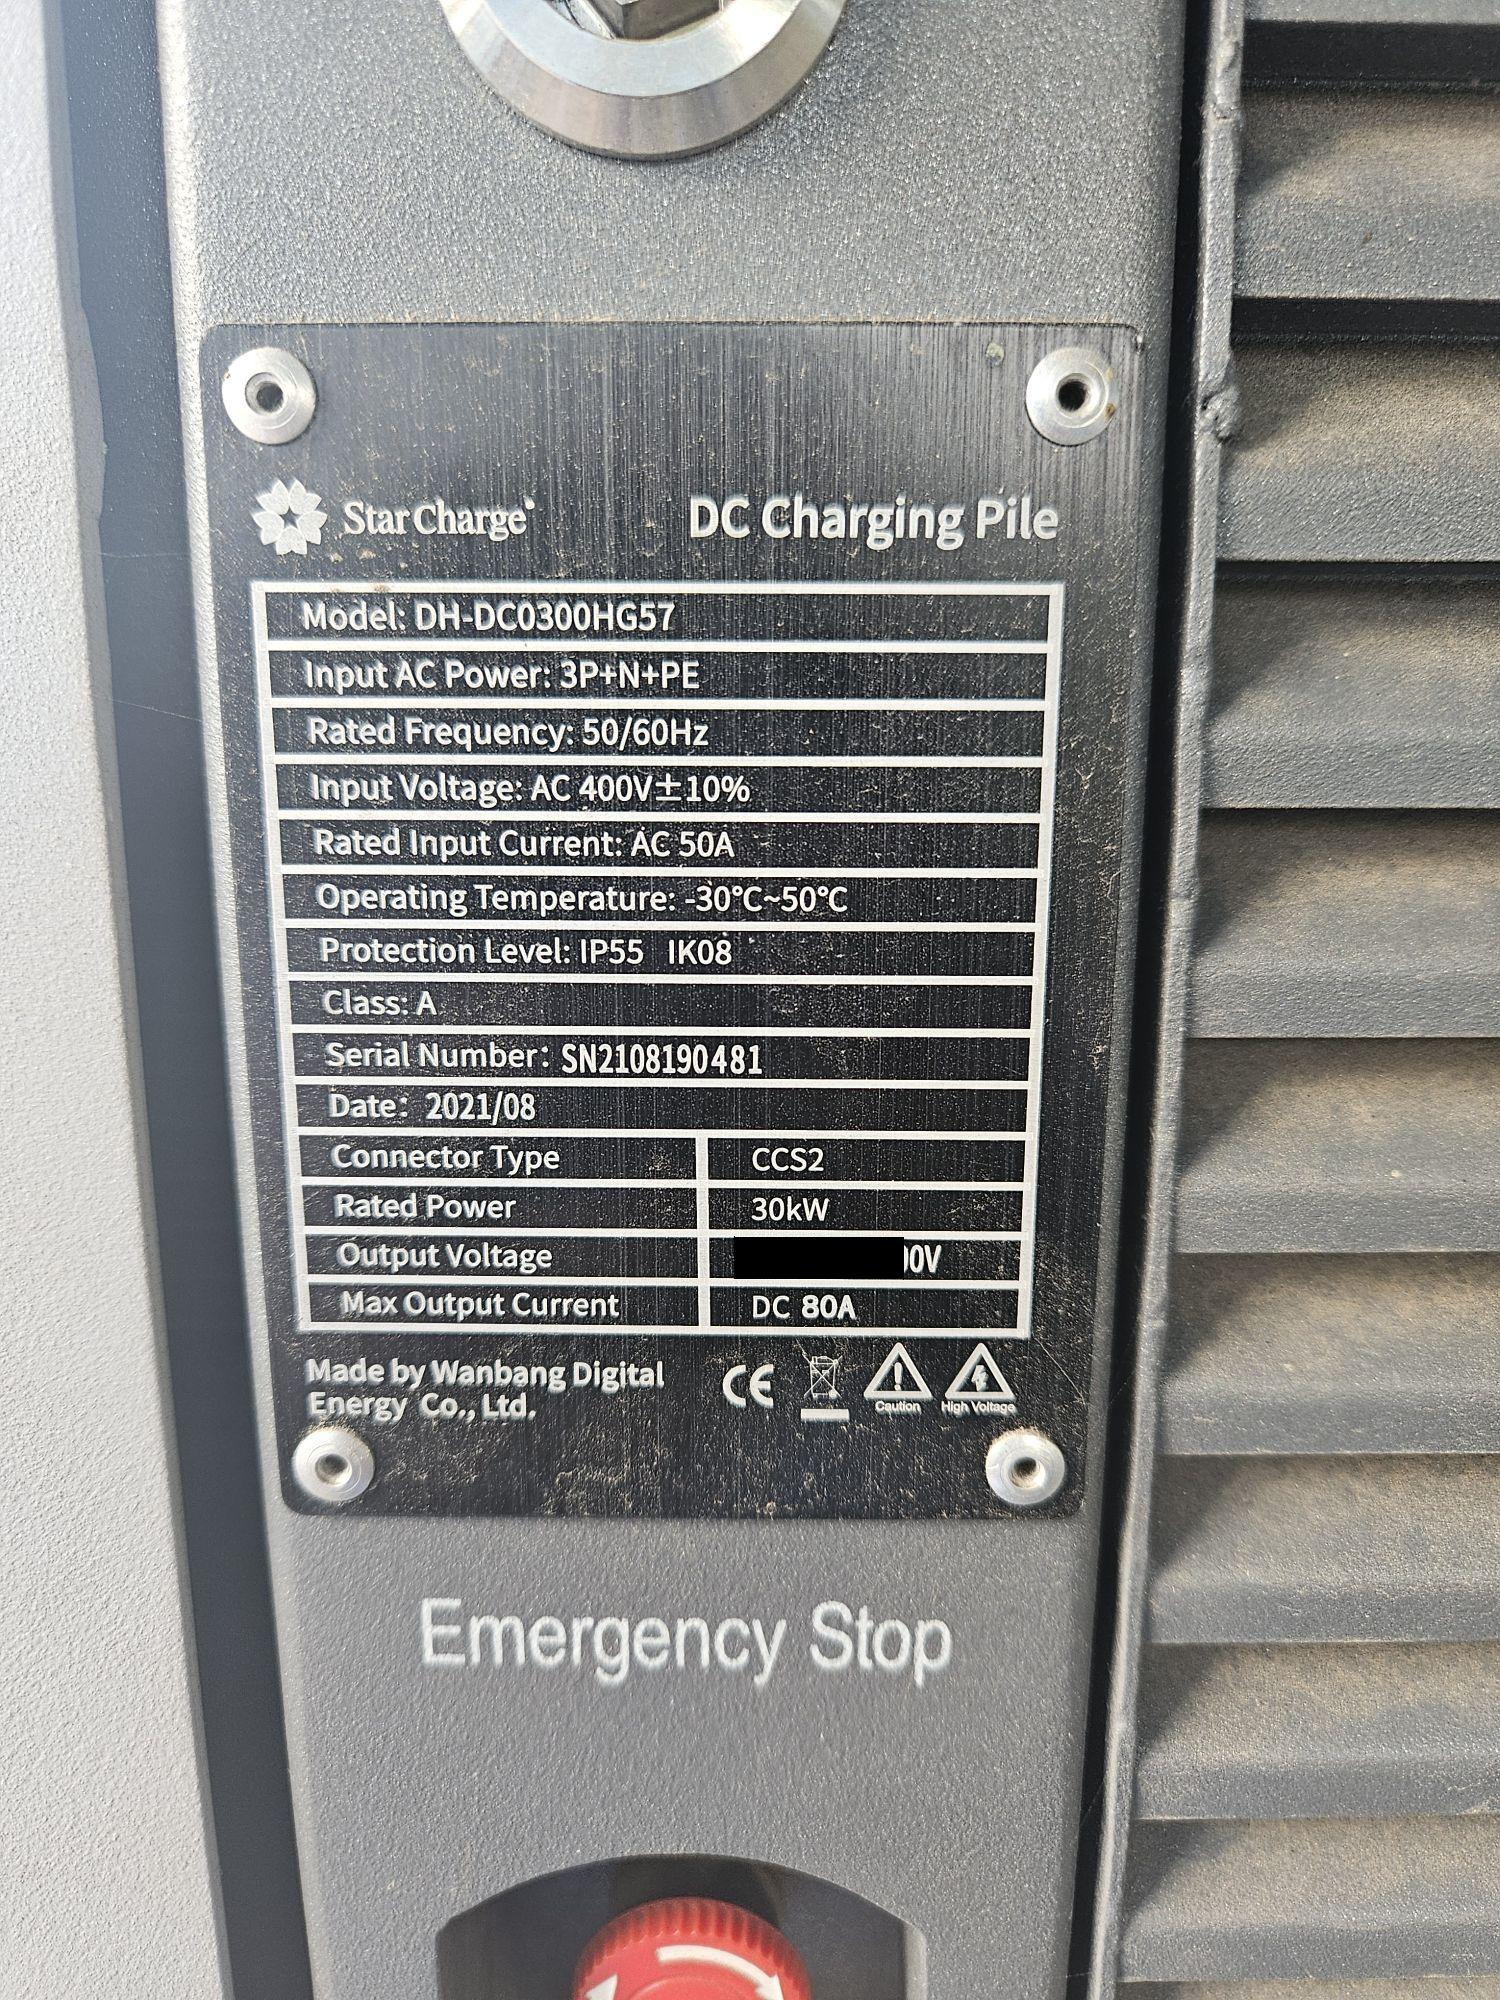 StarCharge DC Charging Pile
Model: DH-DC0300HG57
Input AC Power: 3P+N+PE
Rated Frequency: 50/60Hz
Input Voltage: AC 400V±10%
Rated Input Current: AC 50A
Operating Temperature: -30°C~50°C
Protection Level: IP55 IK08
Class: A
Serial Number: SN2108190481
Date: 2021/08
Connector Type CCS2
Rated Power 30kW
Output Voltage
Max Output Current DC 80A
Made by Wanbang Digital
Energy Co., Ltd.
CE
Caution High Voltage
Emergency Stop